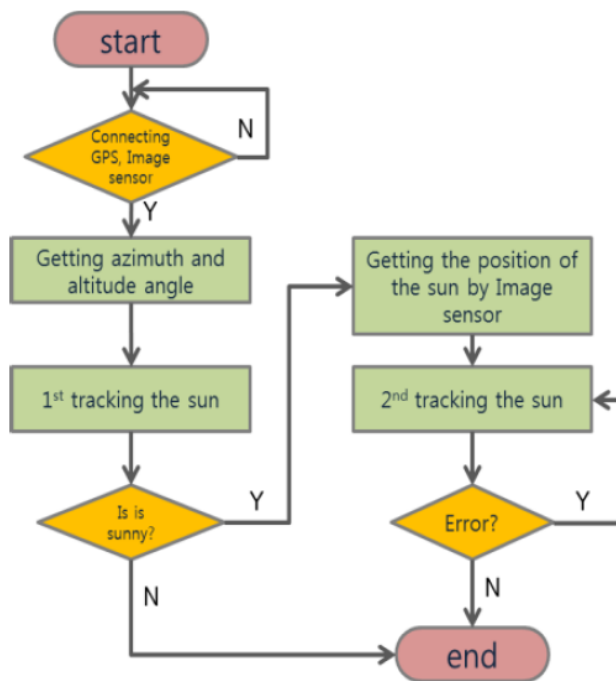 start
Connecting
GPS, Image
sensor
N
Y
Getting azimuth and
altitude angle
1st tracking the sun
Is is
sunny?
Y
N
Getting the position of
the sun by Image
sensor
2nd tracking the sun
Error?
Y
N
end